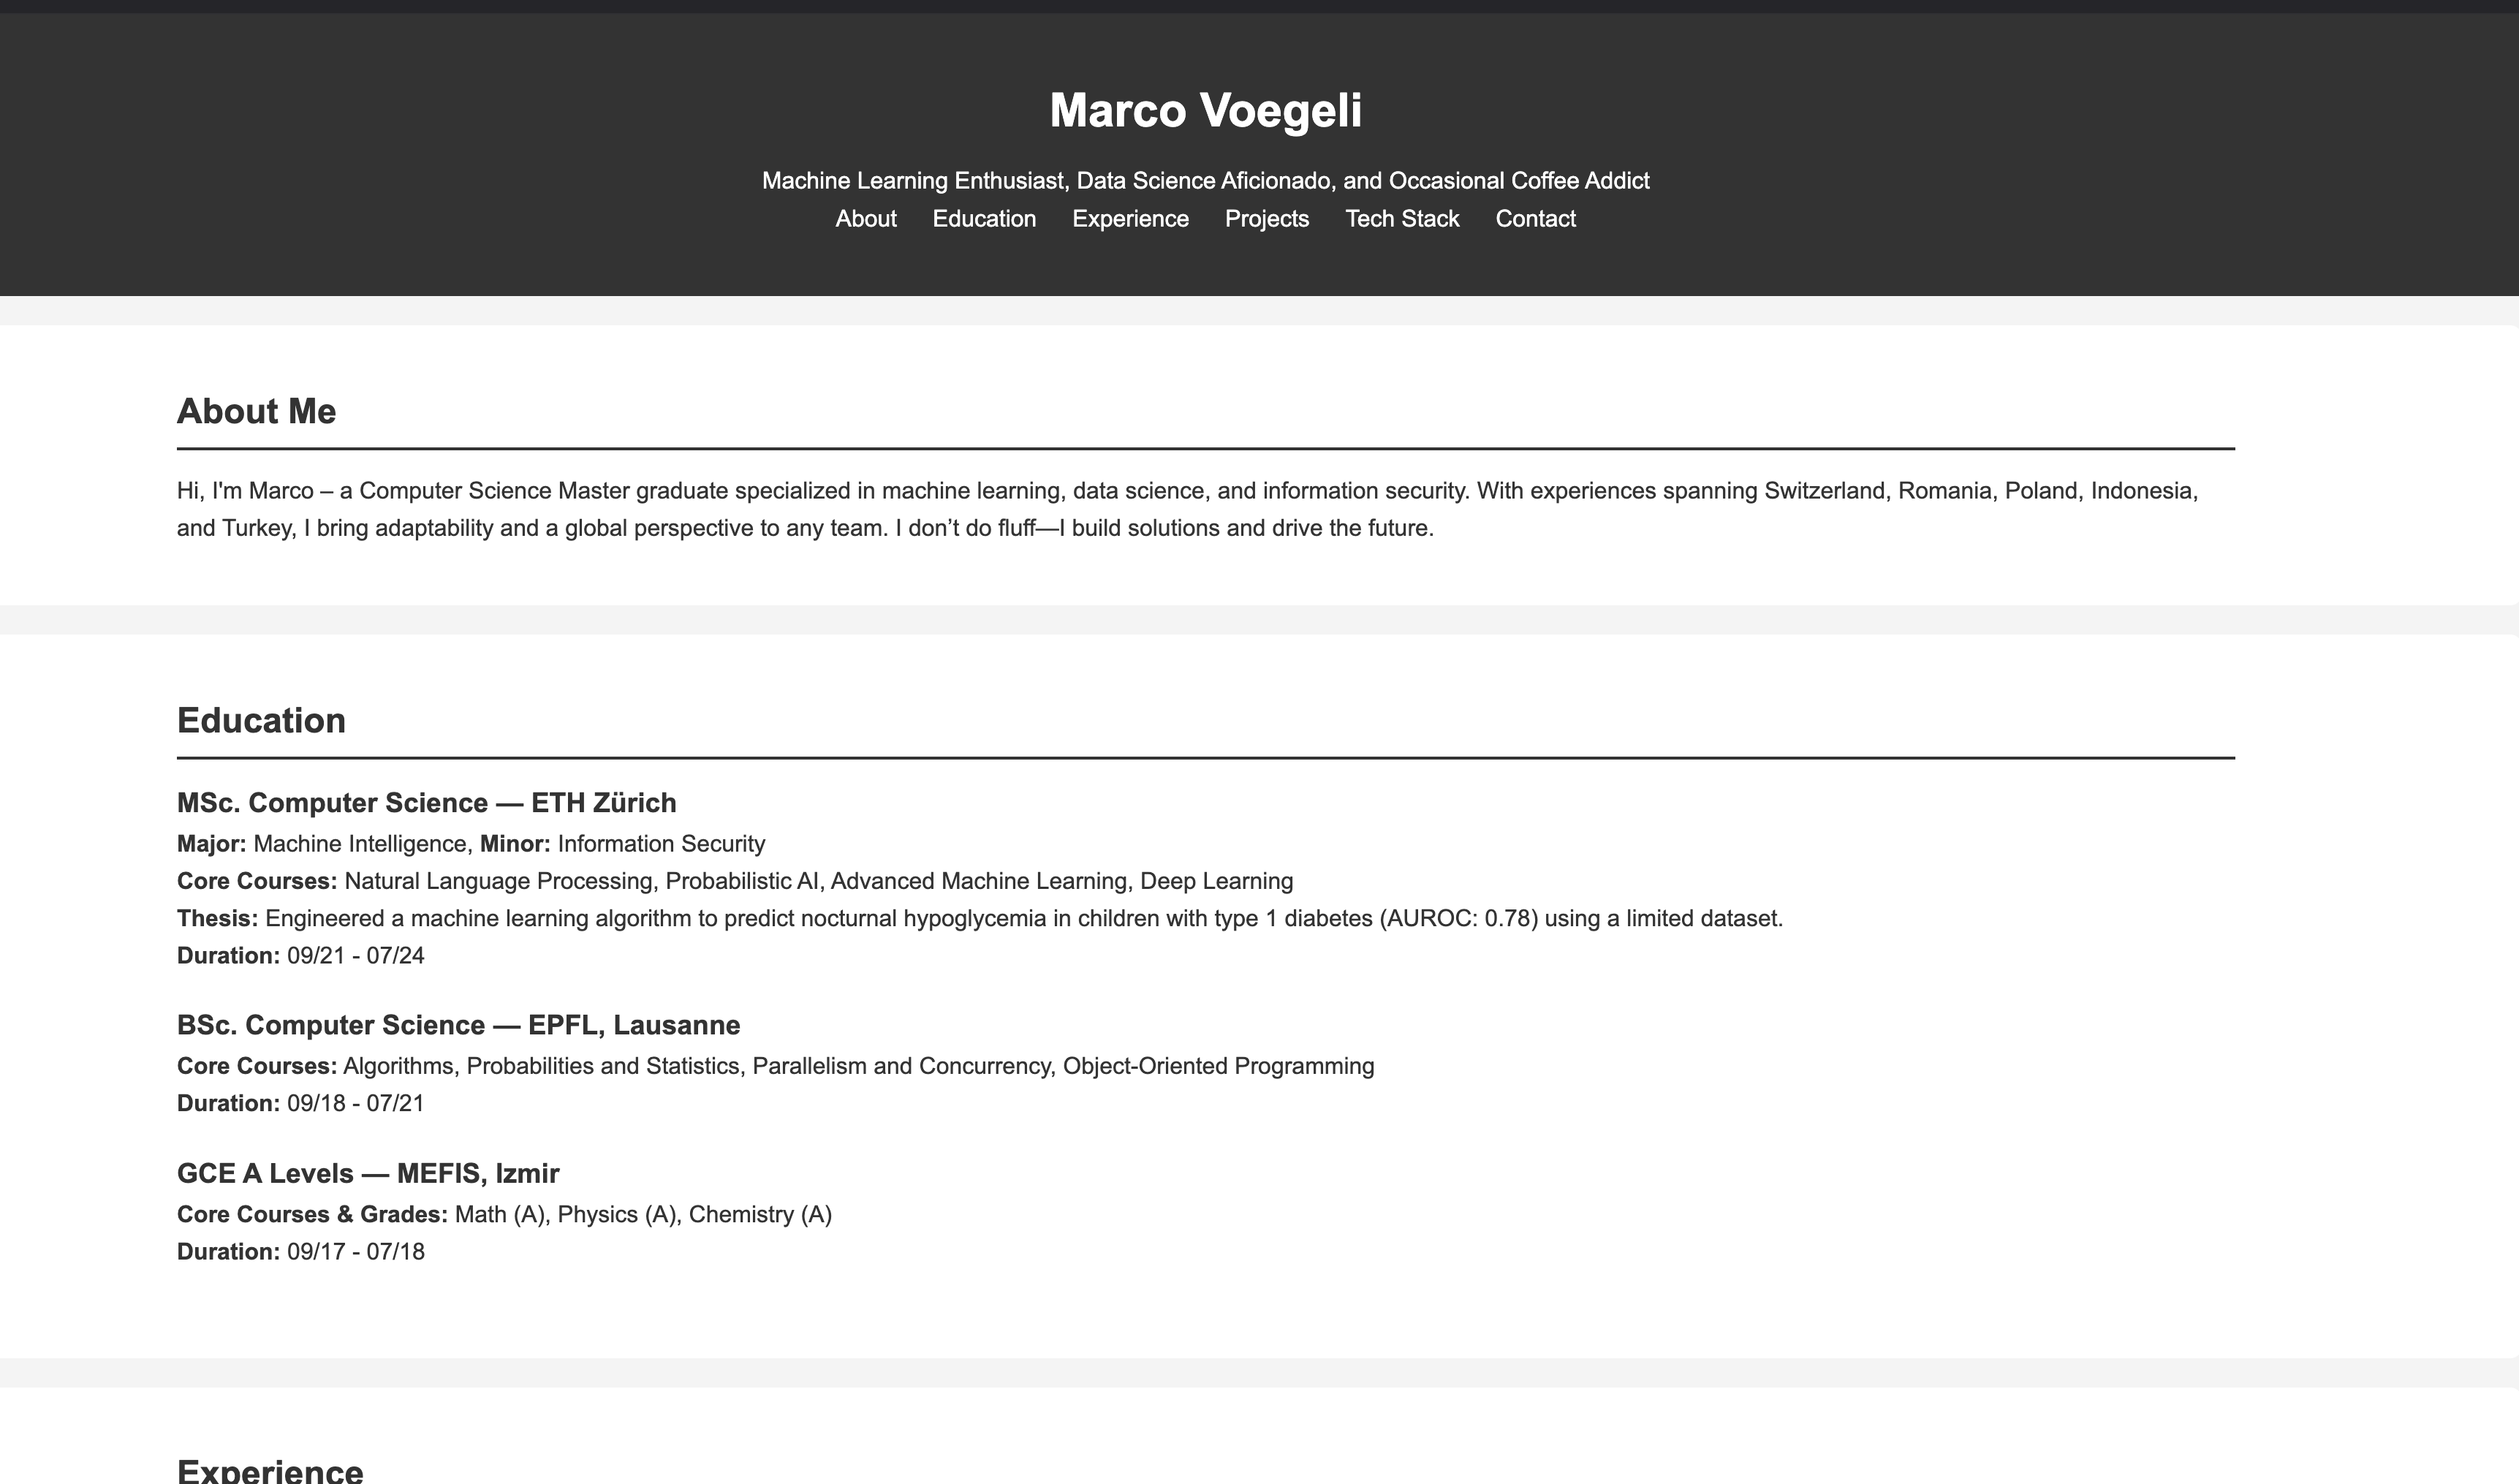 Marco Voegeli
Machine Learning Enthusiast, Data Science Aficionado, and Occasional Coffee Addict
About Education Experience Projects Tech Stack Contact
About Me
Hi, I'm Marco – a Computer Science Master graduate specialized in machine learning, data science, and information security. With experiences spanning Switzerland, Romania, Poland, Indonesia,
and Turkey, I bring adaptability and a global perspective to any team. I don’t do fluff—I build solutions and drive the future.
Education
MSc. Computer Science — ETH Zürich
Major: Machine Intelligence, Minor: Information Security
Core Courses: Natural Language Processing, Probabilistic AI, Advanced Machine Learning, Deep Learning
Thesis: Engineered a machine learning algorithm to predict nocturnal hypoglycemia in children with type 1 diabetes (AUROC: 0.78) using a limited dataset.
Duration: 09/21 - 07/24
BSc. Computer Science — EPFL, Lausanne
Core Courses: Algorithms, Probabilities and Statistics, Parallelism and Concurrency, Object-Oriented Programming
Duration: 09/18 - 07/21
GCE A Levels — MEFIS, Izmir
Core Courses & Grades: Math (A), Physics (A), Chemistry (A)
Duration: 09/17 - 07/18
Experience